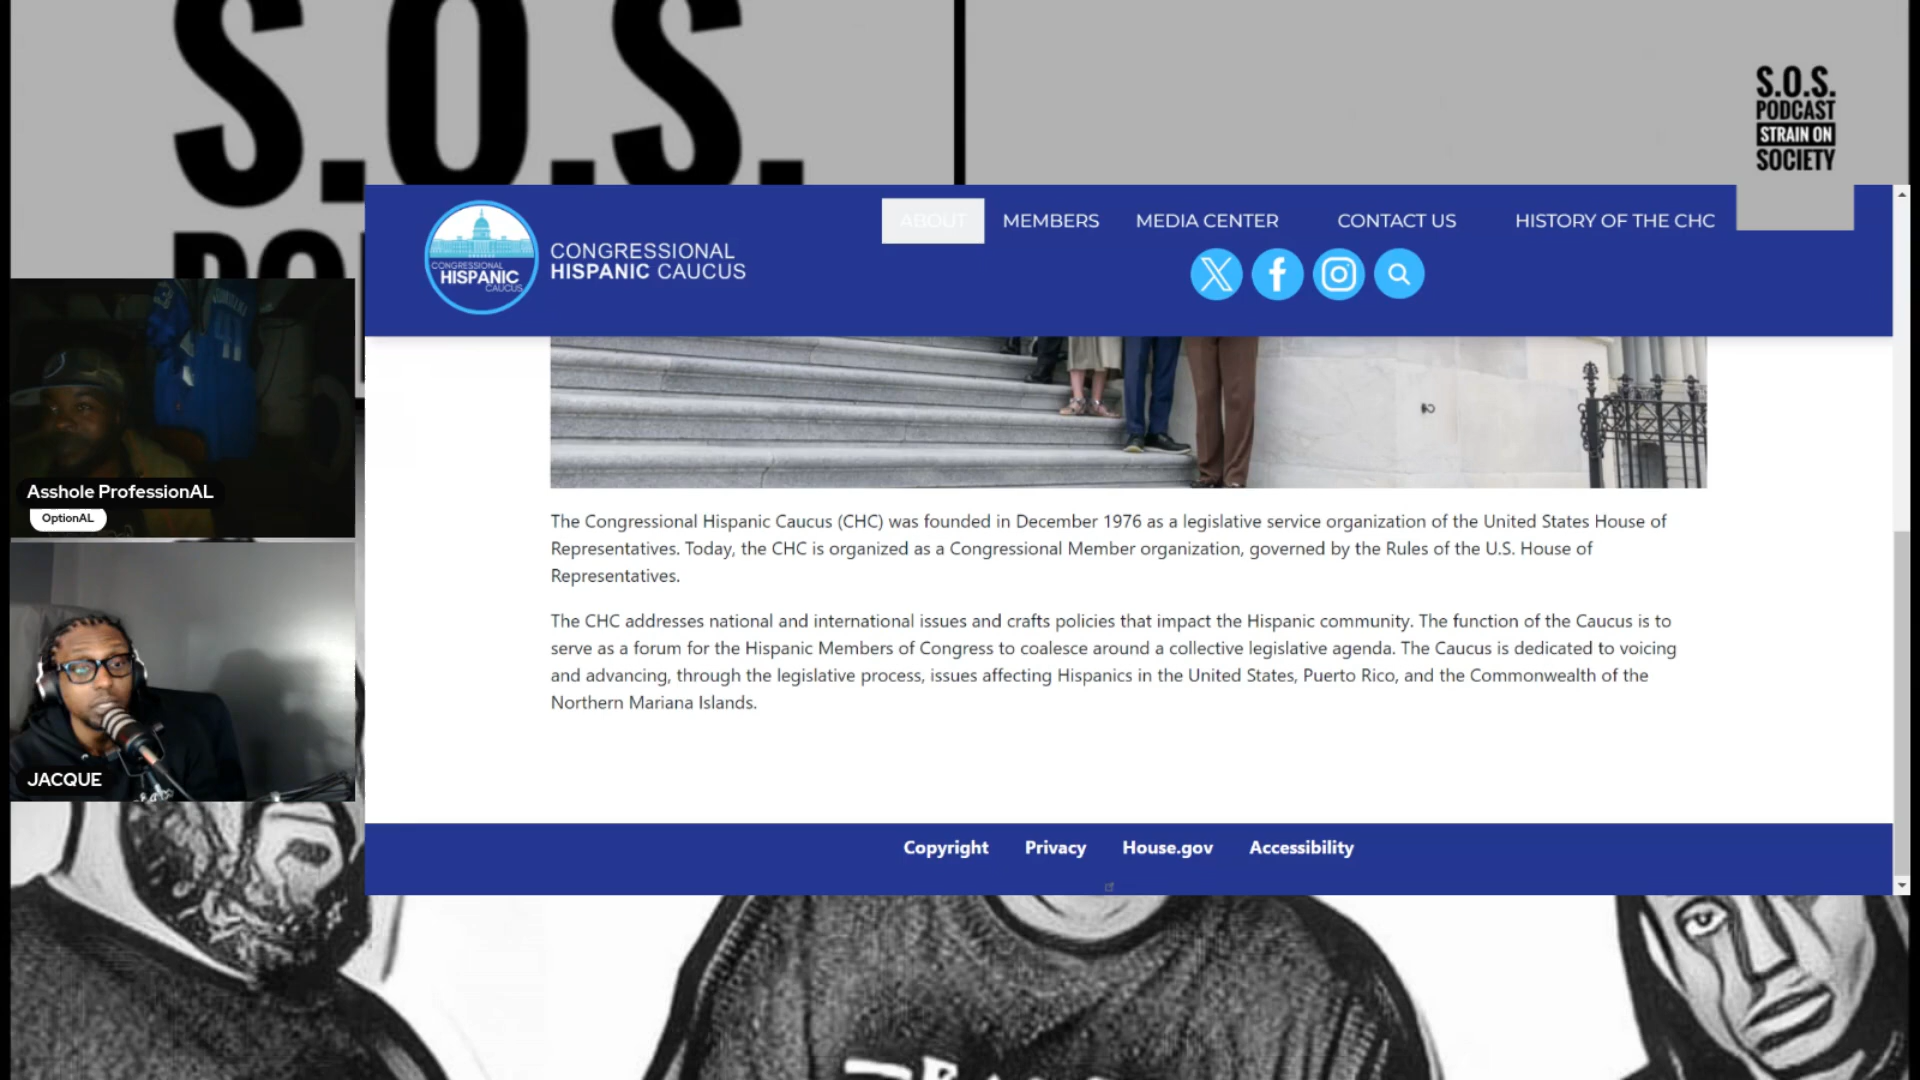 S.O.S.
S.O.S.
PODCAST
STRAIN ON
SOCIETY
ABOUT
MEMBERS
MEDIA CENTER
CONTACT US
HISTORY OF THE CHC
CONGRESSIONAL
HISPANIC
CAUCUS
CONGRESSIONAL
HISPANIC CAUCUS
41
Asshole ProfessionAL
OptionAL
JACQUE
The Congressional Hispanic Caucus (CHC) was founded in December 1976 as a legislative service organization of the United States House of
Representatives. Today, the CHC is organized as a Congressional Member organization, governed by the Rules of the U.S. House of
Representatives.
The CHC addresses national and international issues and crafts policies that impact the Hispanic community. The function of the Caucus is to
serve as a forum for the Hispanic Members of Congress to coalesce around a collective legislative agenda. The Caucus is dedicated to voicing
and advancing, through the legislative process, issues affecting Hispanics in the United States, Puerto Rico, and the Commonwealth of the
Northern Mariana Islands.
Copyright
Privacy
House.gov
Accessibility